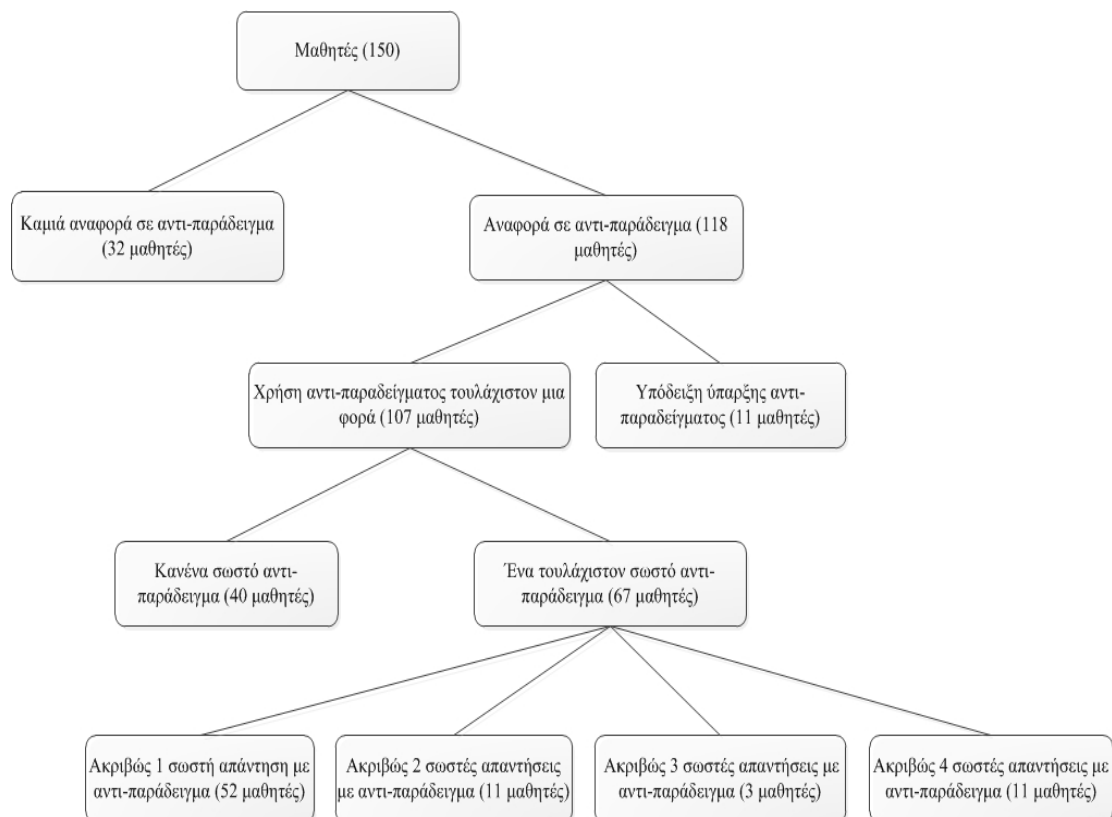 Μαθητές (150)
Καμιά αναφορά σε αντι-παράδειγμα
(32 μαθητές)
Αναφορά σε αντι-παράδειγμα (118
μαθητές)
Χρήση αντι-παραδείγματος τουλάχιστον μια
φορά (107 μαθητές)
Υπόδειξη ύπαρξης αντι-
παραδείγματος (11 μαθητές)
Κανένα σωστό αντι-
παράδειγμα (40 μαθητές)
Ένα τουλάχιστον σωστό αντι-
παράδειγμα (67 μαθητές)
Ακριβώς 1 σωστή απάντηση με
αντι-παράδειγμα (52 μαθητές)
Ακριβώς 2 σωστές απαντήσεις
με αντι-παράδειγμα (11 μαθητές)
Ακριβώς 3 σωστές απαντήσεις με
αντι-παράδειγμα (3 μαθητές)
Ακριβώς 4 σωστές απαντήσεις με
αντι-παράδειγμα (11 μαθητές)